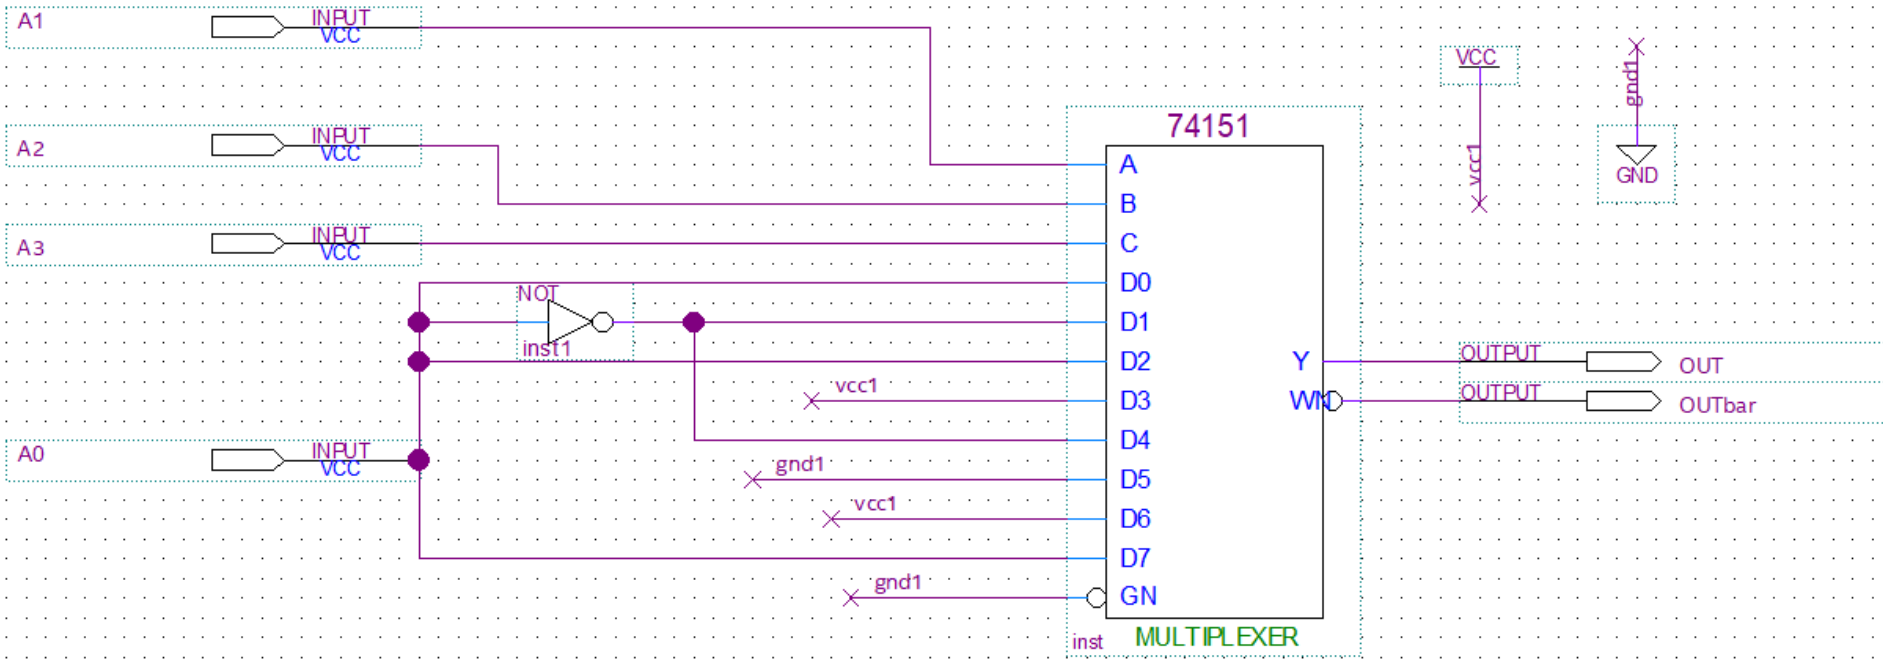 A1
INPUT
VCC
A2
INPUT
VCC
A3
INPUT
VCC
A0
INPUT
VCC
NOT
inst1
vcc1
gnd1
vcc1
gnd1
74151
A
B
C
D0
D1
D2
D3
D4
D5
D6
D7
GN
Y
WN
inst
MULTIPLEXER
OUTPUT
OUT
OUTPUT
OUTbar
VCC
vcc1
gnd1
GND